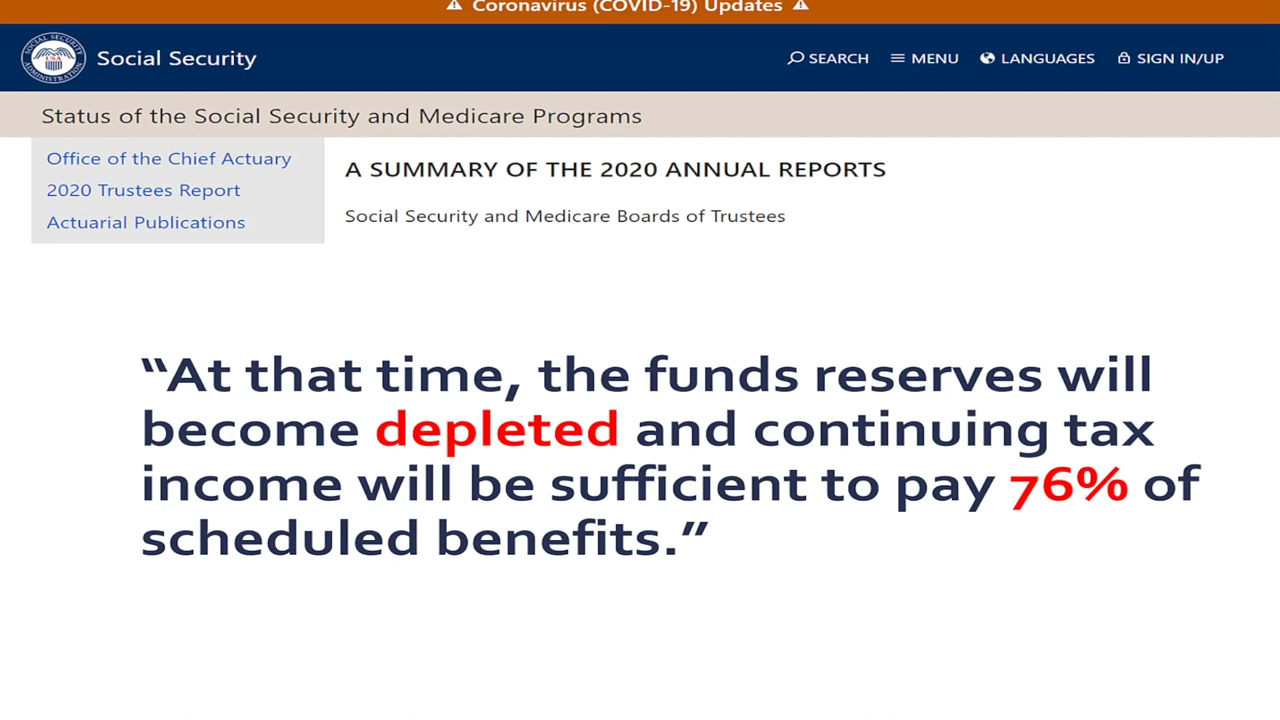 Coronavirus (COVID-19) Updates
Social Security
SEARCH MENU LANGUAGES SIGN IN/UP
Status of the Social Security and Medicare Programs
Office of the Chief Actuary
2020 Trustees Report
Actuarial Publications
A SUMMARY OF THE 2020 ANNUAL REPORTS
Social Security and Medicare Boards of Trustees
“At that time, the funds reserves will
become depleted and continuing tax
income will be sufficient to pay 76% of
scheduled benefits.”